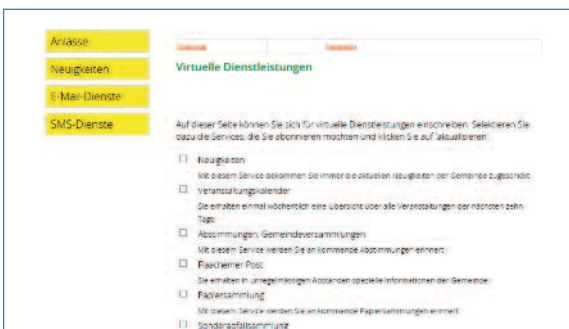 Anlässe
Neuigkeiten
E-Mail-Dienste
SMS-Dienste
Virtuelle Dienstleistungen
Auf dieser Seite können Sie sich für virtuelle Dienstleistungen einschreiben. Selektieren Sie
dazu die Services, die Sie abonnieren möchten und klicken Sie auf 'aktualisieren'.
Neuigkeiten
Mit diesem Service bekommen Sie immer die aktuellen Neuigkeiten der Gemeinde zugeschickt.
Veranstaltungskalender
Sie erhalten einmal wöchentlich eine Übersicht über alle Veranstaltungen der nächsten zehn
Tage.
Abstimmungen, Gemeindeversammlungen
Mit diesem Service werden Sie an kommende Abstimmungen erinnert.
Flaachemer Post
Sie erhalten in unregelmässigen Abständen spezielle Informationen der Gemeinde.
Papiersammlung
Mit diesem Service werden Sie an kommende Papiersammlungen erinnert.
Sonderabfallsammlung